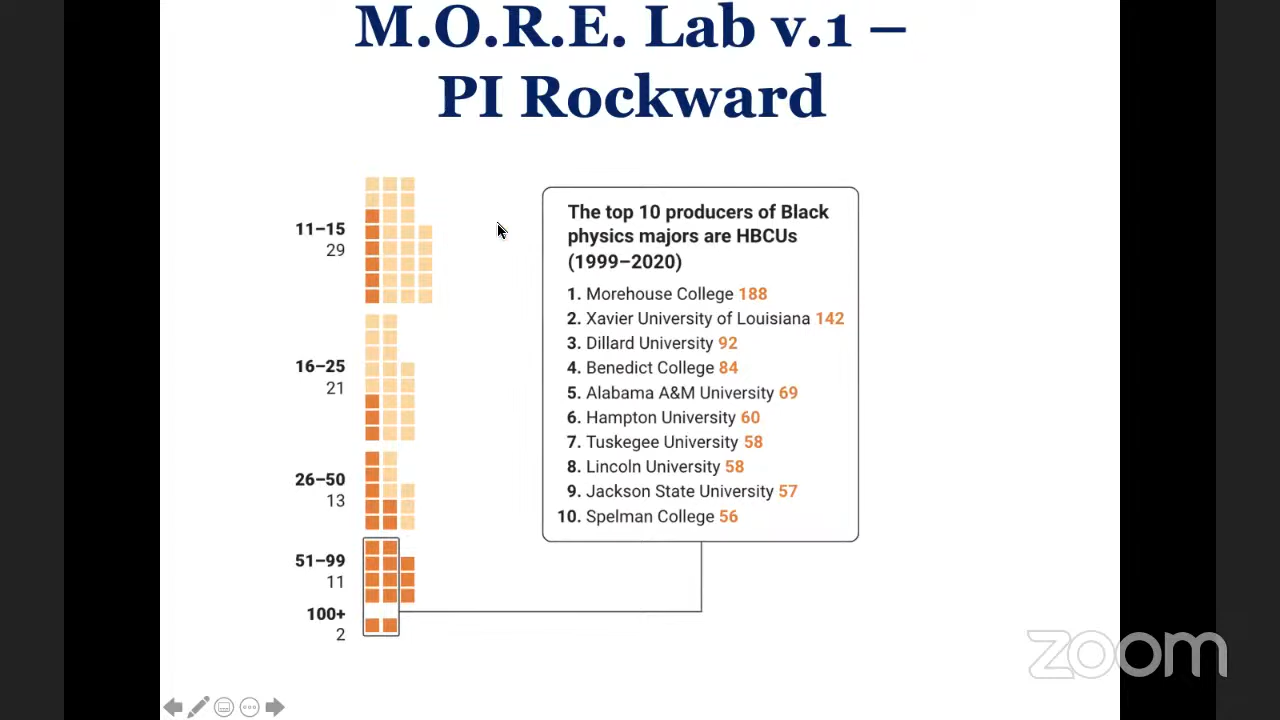 M.O.R.E. Lab v.1 –
PI Rockward
11–15
29
16–25
21
26–50
13
51–99
11
100+
2
The top 10 producers of Black
physics majors are HBCUs
(1999–2020)
1. Morehouse College 188
2. Xavier University of Louisiana 142
3. Dillard University 92
4. Benedict College 84
5. Alabama A&M University 69
6. Hampton University 60
7. Tuskegee University 58
8. Lincoln University 58
9. Jackson State University 57
10. Spelman College 56
zoom